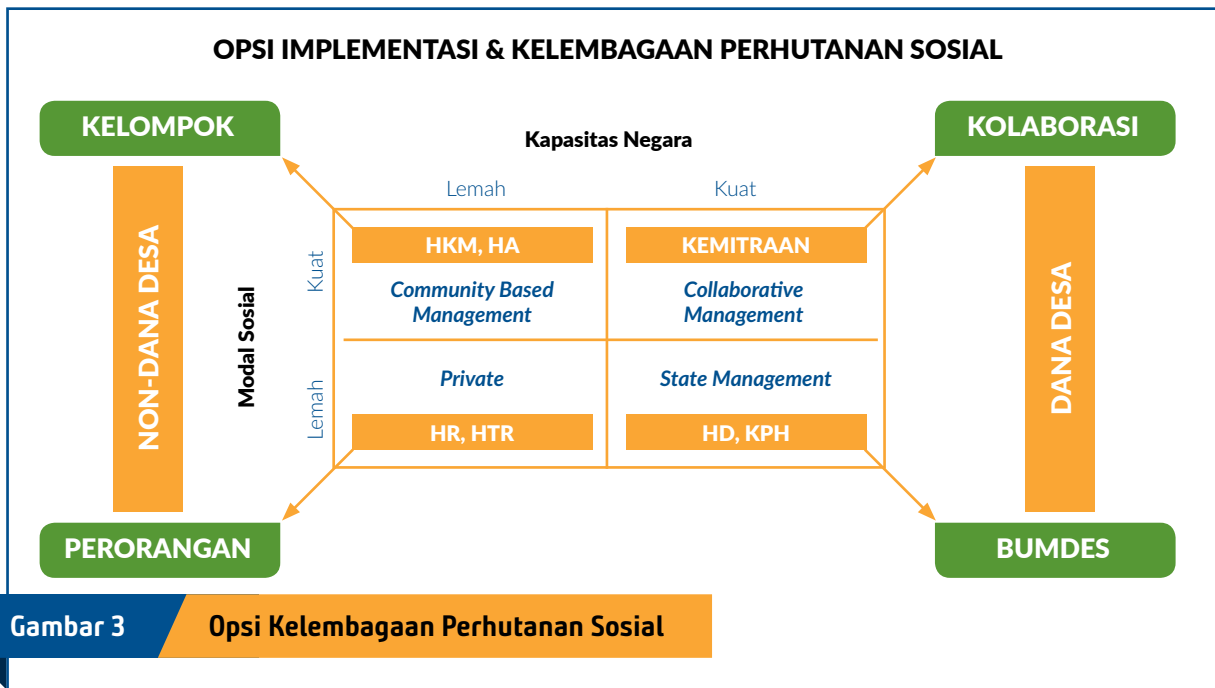 OPSI IMPLEMENTASI & KELEMBAGAAN PERHUTANAN SOSIAL
KELOMPOK
KOLABORASI
Kapasitas Negara
Lemah
Kuat
NON-DANA DESA
Modal Sosial
Kuat
HKM, HA
KEMITRAAN
Community Based
Management
Collaborative
Management
DANA DESA
Lemah
Private
State Management
HR, HTR
HD, KPH
PERORANGAN
BUMDES
Gambar 3
Opsi Kelembagaan Perhutanan Sosial